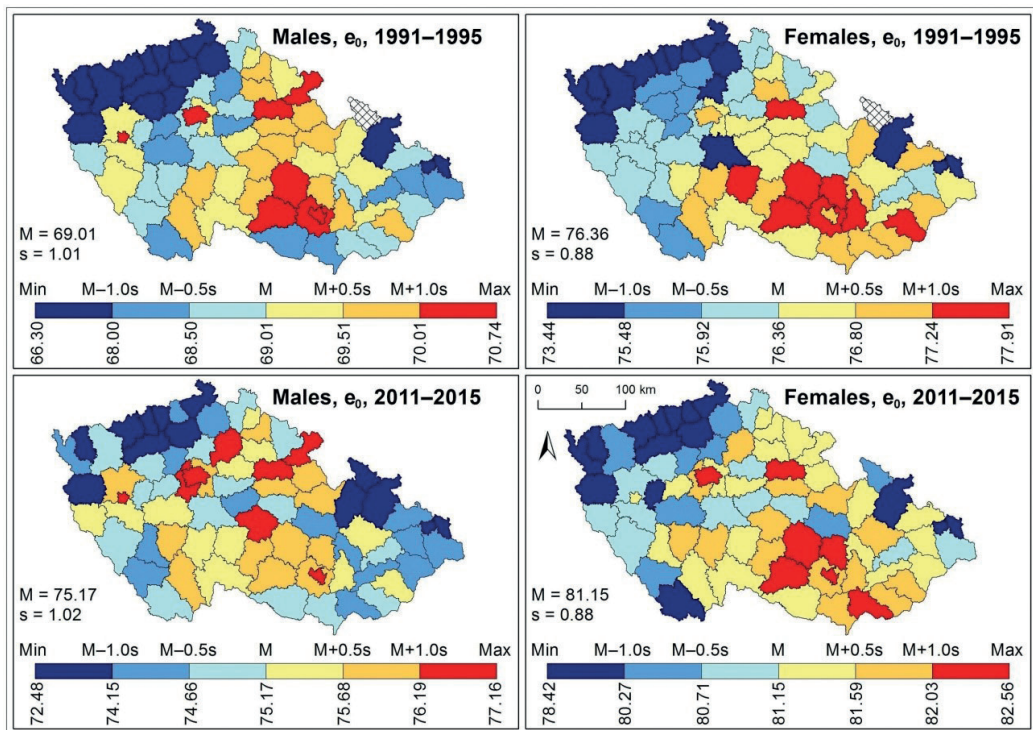 Males, e₀, 1991–1995
M = 69.01
s = 1.01
Min M–1.0s M–0.5s M M+0.5s M+1.0s Max
66.30 68.00 68.50 69.01 69.51 70.01 70.74
Females, e₀, 1991–1995
M = 76.36
s = 0.88
Min M–1.0s M–0.5s M M+0.5s M+1.0s Max
73.44 75.48 75.92 76.36 76.80 77.24 77.91
Males, e₀, 2011–2015
M = 75.17
s = 1.02
Min M–1.0s M–0.5s M M+0.5s M+1.0s Max
72.48 74.15 74.66 75.17 75.68 76.19 77.16
0 50 100 km
Females, e₀, 2011–2015
M = 81.15
s = 0.88
Min M–1.0s M–0.5s M M+0.5s M+1.0s Max
78.42 80.27 80.71 81.15 81.59 82.03 82.56